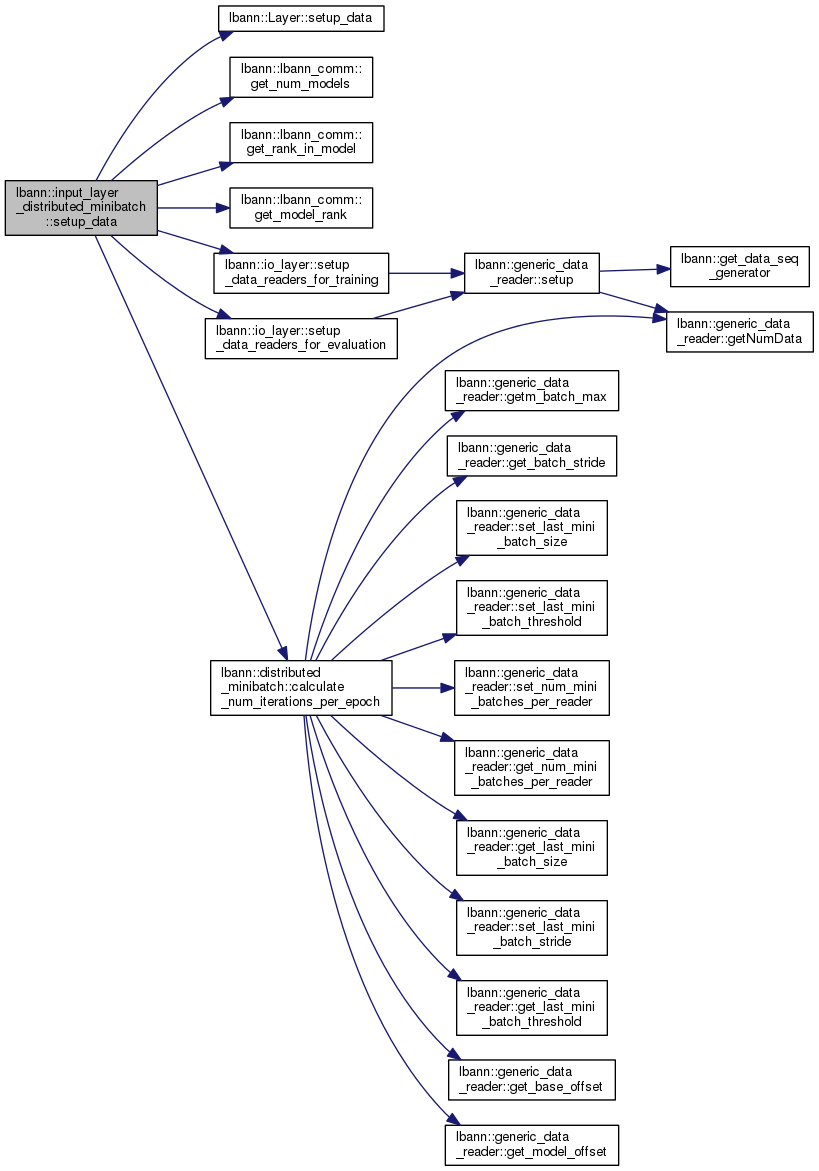 lbann::Layer::setup_data
lbann::lbann_comm::
get_num_models
lbann::lbann_comm::
get_rank_in_model
lbann::input_layer
_distributed_minibatch
::setup_data
lbann::lbann_comm::
get_model_rank
lbann::io_layer::setup
_data_readers_for_training
lbann::generic_data
_reader::setup
lbann::get_data_seq
_generator
lbann::io_layer::setup
_data_readers_for_evaluation
lbann::generic_data
_reader::getNumData
lbann::generic_data
_reader::getm_batch_max
lbann::generic_data
_reader::get_batch_stride
lbann::generic_data
_reader::set_last_mini
_batch_size
lbann::generic_data
_reader::set_last_mini
_batch_threshold
lbann::distributed
_minibatch::calculate
_num_iterations_per_epoch
lbann::generic_data
_reader::set_num_mini
_batches_per_reader
lbann::generic_data
_reader::get_num_mini
_batches_per_reader
lbann::generic_data
_reader::get_last_mini
_batch_size
lbann::generic_data
_reader::set_last_mini
_batch_stride
lbann::generic_data
_reader::get_last_mini
_batch_threshold
lbann::generic_data
_reader::get_base_offset
lbann::generic_data
_reader::get_model_offset